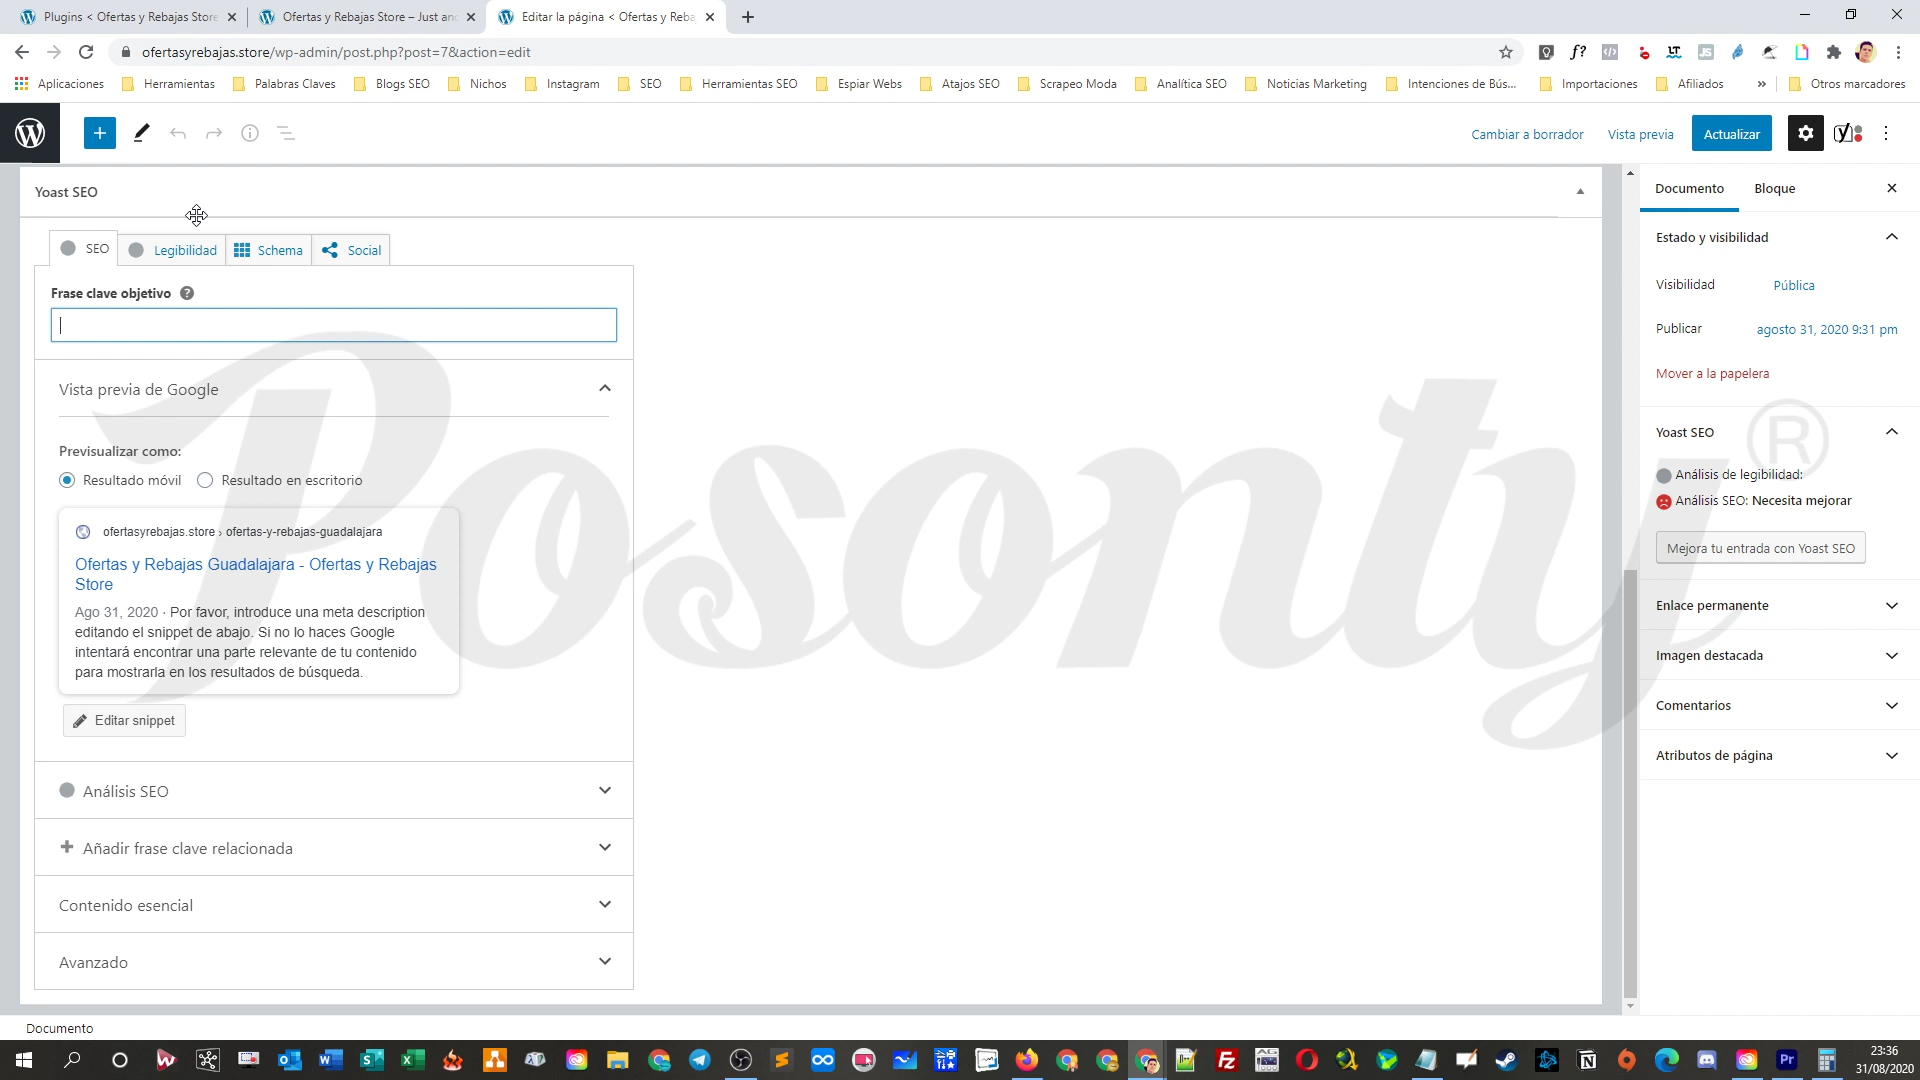 Plugins < Ofertas y Rebajas Store
Ofertas y Rebajas Store – Just an
Editar la página < Ofertas y Reba
ofertasyrebajas.store/wp-admin/post.php?post=7&action=edit
Aplicaciones
Herramientas
Palabras Claves
Blogs SEO
Nichos
Instagram
SEO
Herramientas SEO
Espiar Webs
Atajos SEO
Scrapeo Moda
Analítica SEO
Noticias Marketing
Intenciones de Bús...
Importaciones
Afiliados
»
Otros marcadores
Cambiar a borrador
Vista previa
Actualizar
Yoast SEO
SEO
Legibilidad
Schema
Social
Frase clave objetivo
Vista previa de Google
Previsualizar como:
Resultado móvil
Resultado en escritorio
ofertasyrebajas.store › ofertas-y-rebajas-guadalajara
Ofertas y Rebajas Guadalajara - Ofertas y Rebajas
Store
Ago 31, 2020 · Por favor, introduce una meta description
editando el snippet de abajo. Si no lo haces Google
intentará encontrar una parte relevante de tu contenido
para mostrarla en los resultados de búsqueda.
Editar snippet
Análisis SEO
Añadir frase clave relacionada
Contenido esencial
Avanzado
Documento
Documento
Bloque
Estado y visibilidad
Visibilidad
Pública
Publicar
agosto 31, 2020 9:31 pm
Mover a la papelera
Yoast SEO
Análisis de legibilidad:
Análisis SEO: Necesita mejorar
Mejora tu entrada con Yoast SEO
Enlace permanente
Imagen destacada
Comentarios
Atributos de página
Posonty®
23:36
31/08/2020